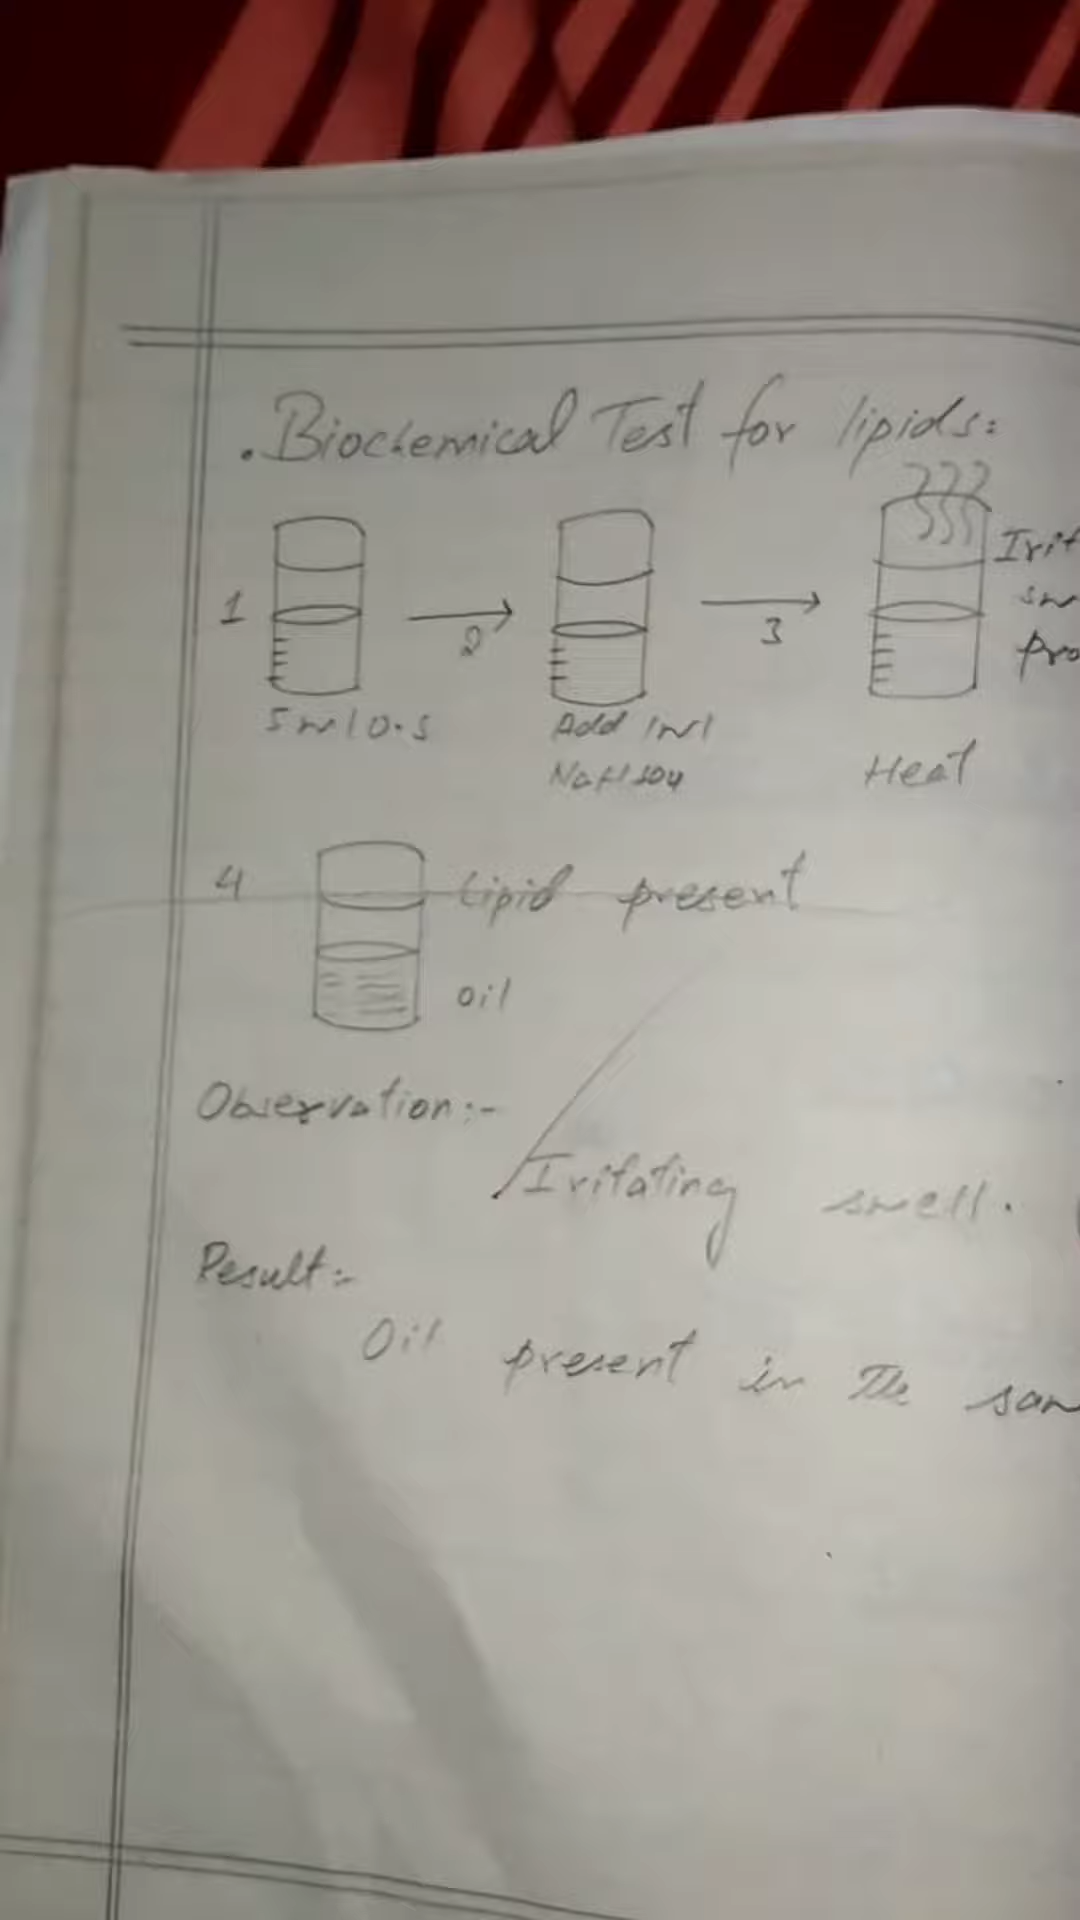 . Biochemical Test for lipids:
1
2
3
Irit
sm
pro
5ml O.S
Add 1ml
NaHSO4
Heat
4
Lipid present
oil
Observation:-
Iritating smell.
Result:-
Oil present in the sam